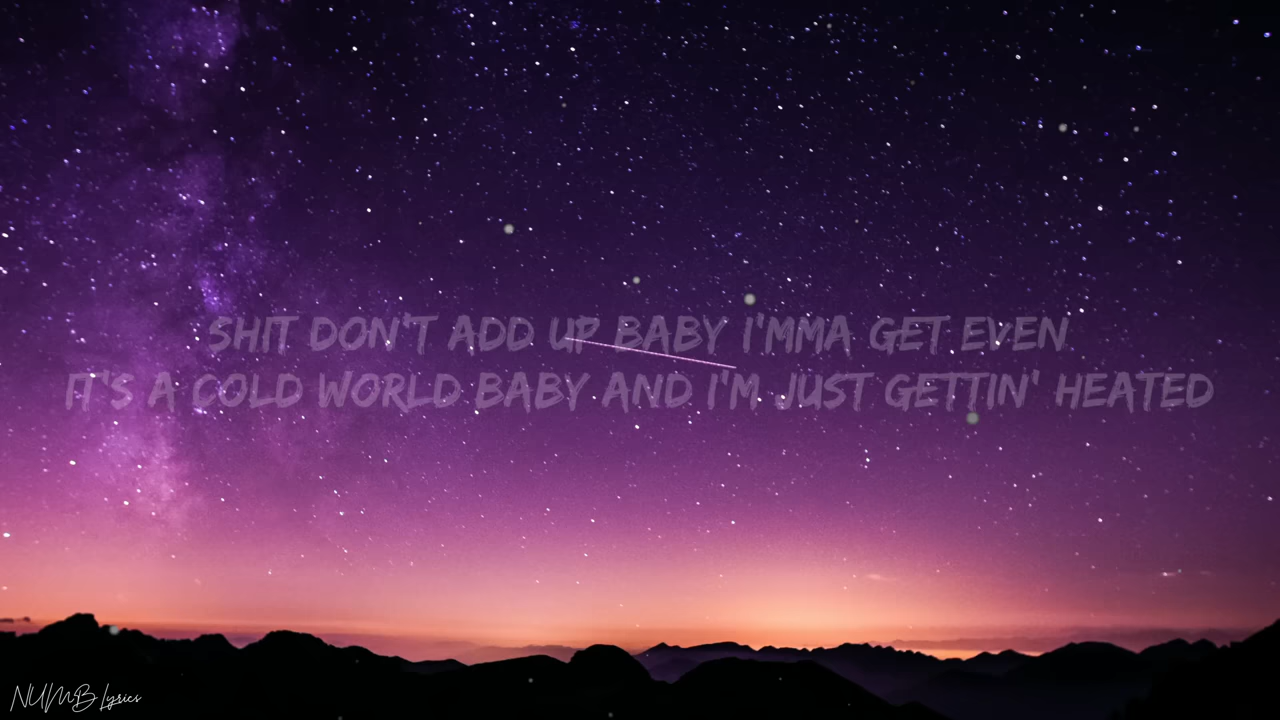 SHIT DON'T ADD UP BABY I'MMA GET EVEN
IT'S A COLD WORLD BABY AND I'M JUST GETTIN' HEATED
NUMB Lyrics